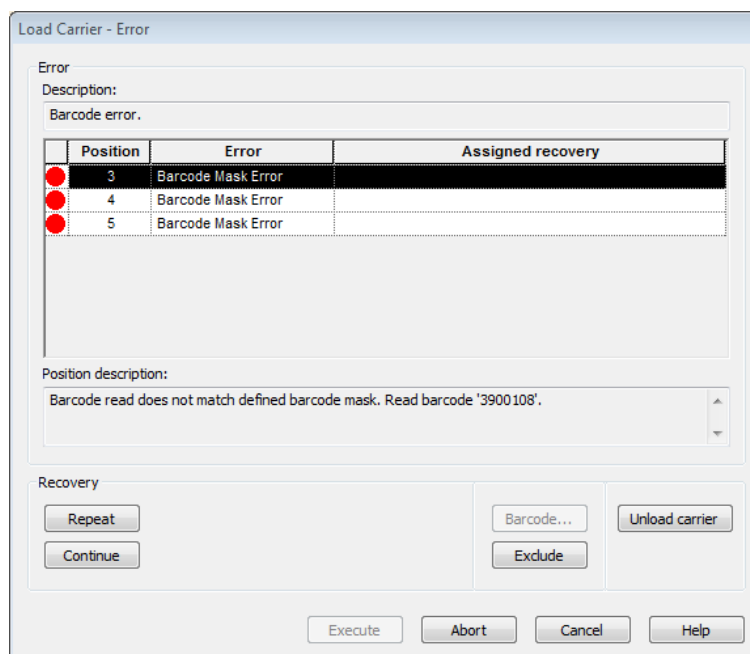 Load Carrier - Error
Error
Description:
Barcode error.
Position Error Assigned recovery
3 Barcode Mask Error
4 Barcode Mask Error
5 Barcode Mask Error
Position description:
Barcode read does not match defined barcode mask. Read barcode '3900108'.
Recovery
Repeat Barcode... Unload carrier
Continue Exclude
Execute Abort Cancel Help